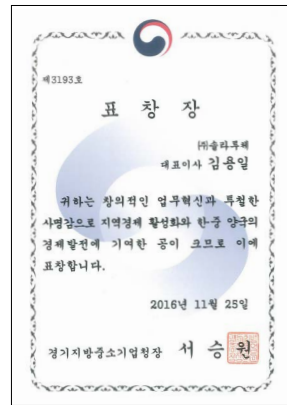 제3193호
표 창 장
㈜솔라루체
대표이사 김용일
귀하는 창의적인 업무혁신과 투철한
사명감으로 지역경제 활성화와 한·중 양국의
경제발전에 기여한 공이 크므로 이에
표창합니다.
2016년 11월 25일
경기지방중소기업청장 서 승 원